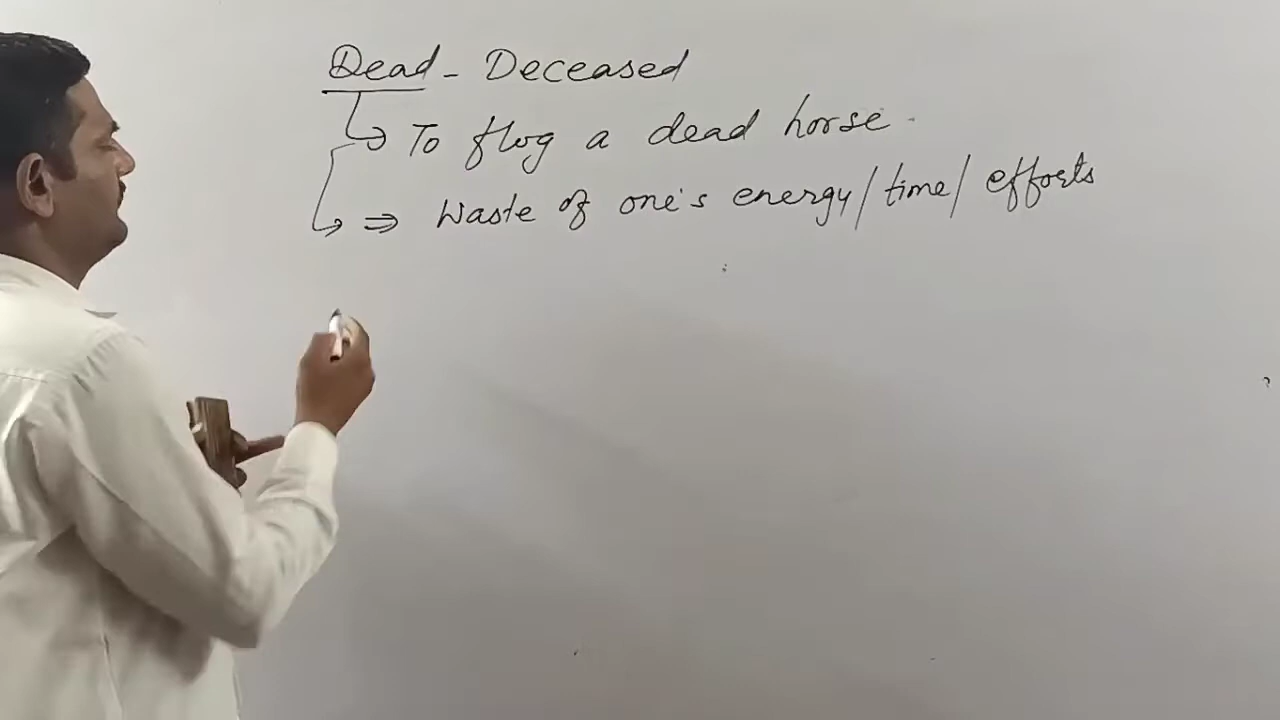 Dead - Deceased
To flog a dead horse.
⇒ Waste of one's energy/time/efforts